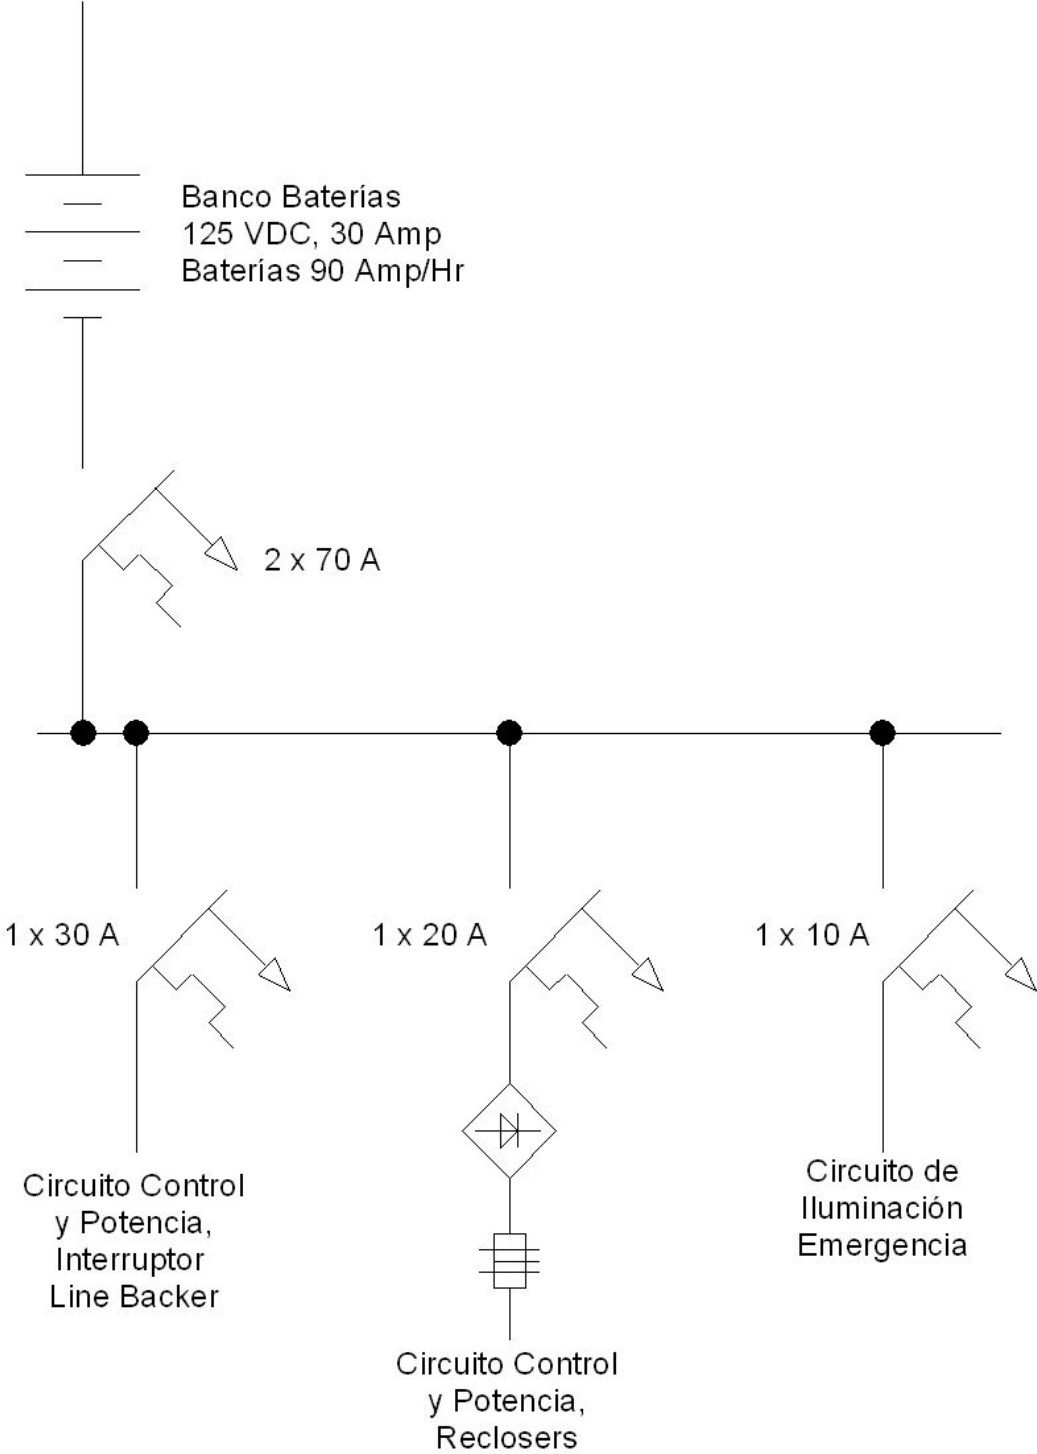 Banco Baterías
125 VDC, 30 Amp
Baterías 90 Amp/Hr
2 x 70 A
1 x 30 A
1 x 20 A
1 x 10 A
Circuito Control
y Potencia,
Interruptor
Line Backer
Circuito Control
y Potencia,
Reclosers
Circuito de
Iluminación
Emergencia